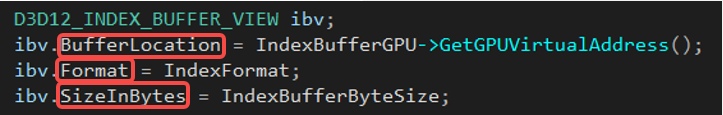 D3D12_INDEX_BUFFER_VIEW ibv;
ibv.BufferLocation = IndexBufferGPU->GetGPUVirtualAddress();
ibv.Format = IndexFormat;
ibv.SizeInBytes = IndexBufferByteSize;